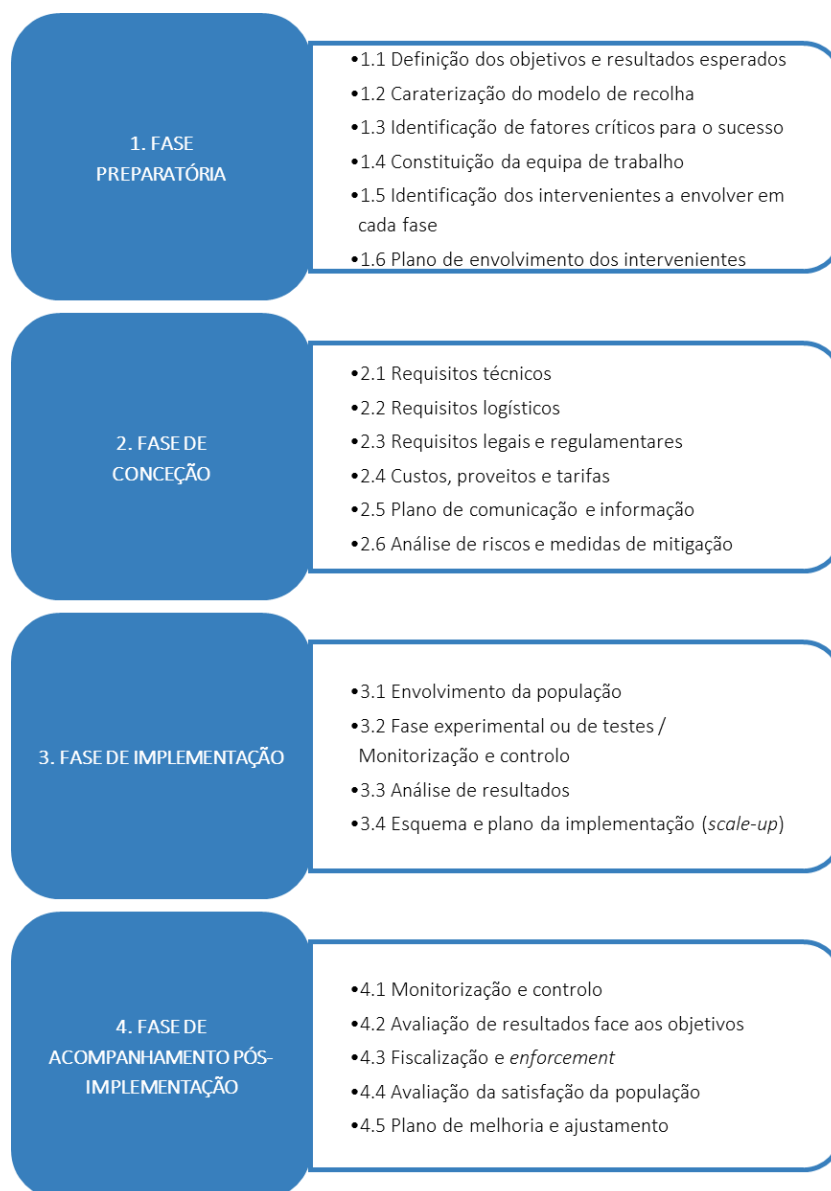 1. FASE
PREPARATÓRIA
•1.1 Definição dos objetivos e resultados esperados
•1.2 Caraterização do modelo de recolha
•1.3 Identificação de fatores críticos para o sucesso
•1.4 Constituição da equipa de trabalho
•1.5 Identificação dos intervenientes a envolver em
cada fase
•1.6 Plano de envolvimento dos intervenientes
2. FASE DE
CONCEÇÃO
•2.1 Requisitos técnicos
•2.2 Requisitos logísticos
•2.3 Requisitos legais e regulamentares
•2.4 Custos, proveitos e tarifas
•2.5 Plano de comunicação e informação
•2.6 Análise de riscos e medidas de mitigação
3. FASE DE IMPLEMENTAÇÃO
•3.1 Envolvimento da população
•3.2 Fase experimental ou de testes /
Monitorização e controlo
•3.3 Análise de resultados
•3.4 Esquema e plano da implementação (scale-up)
4. FASE DE
ACOMPANHAMENTO PÓS-
IMPLEMENTAÇÃO
•4.1 Monitorização e controlo
•4.2 Avaliação de resultados face aos objetivos
•4.3 Fiscalização e enforcement
•4.4 Avaliação da satisfação da população
•4.5 Plano de melhoria e ajustamento